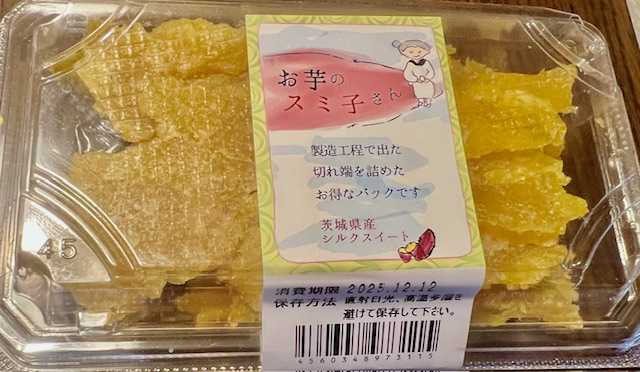 お芋の
スミ子さん
製造工程で出た
切れ端を詰めた
お得なパックです
茨城県産
シルクスイート
消費期限 2025.12.12
保存方法 直射日光、高温多湿を
避けて保存して下さい。
4560348973115
45